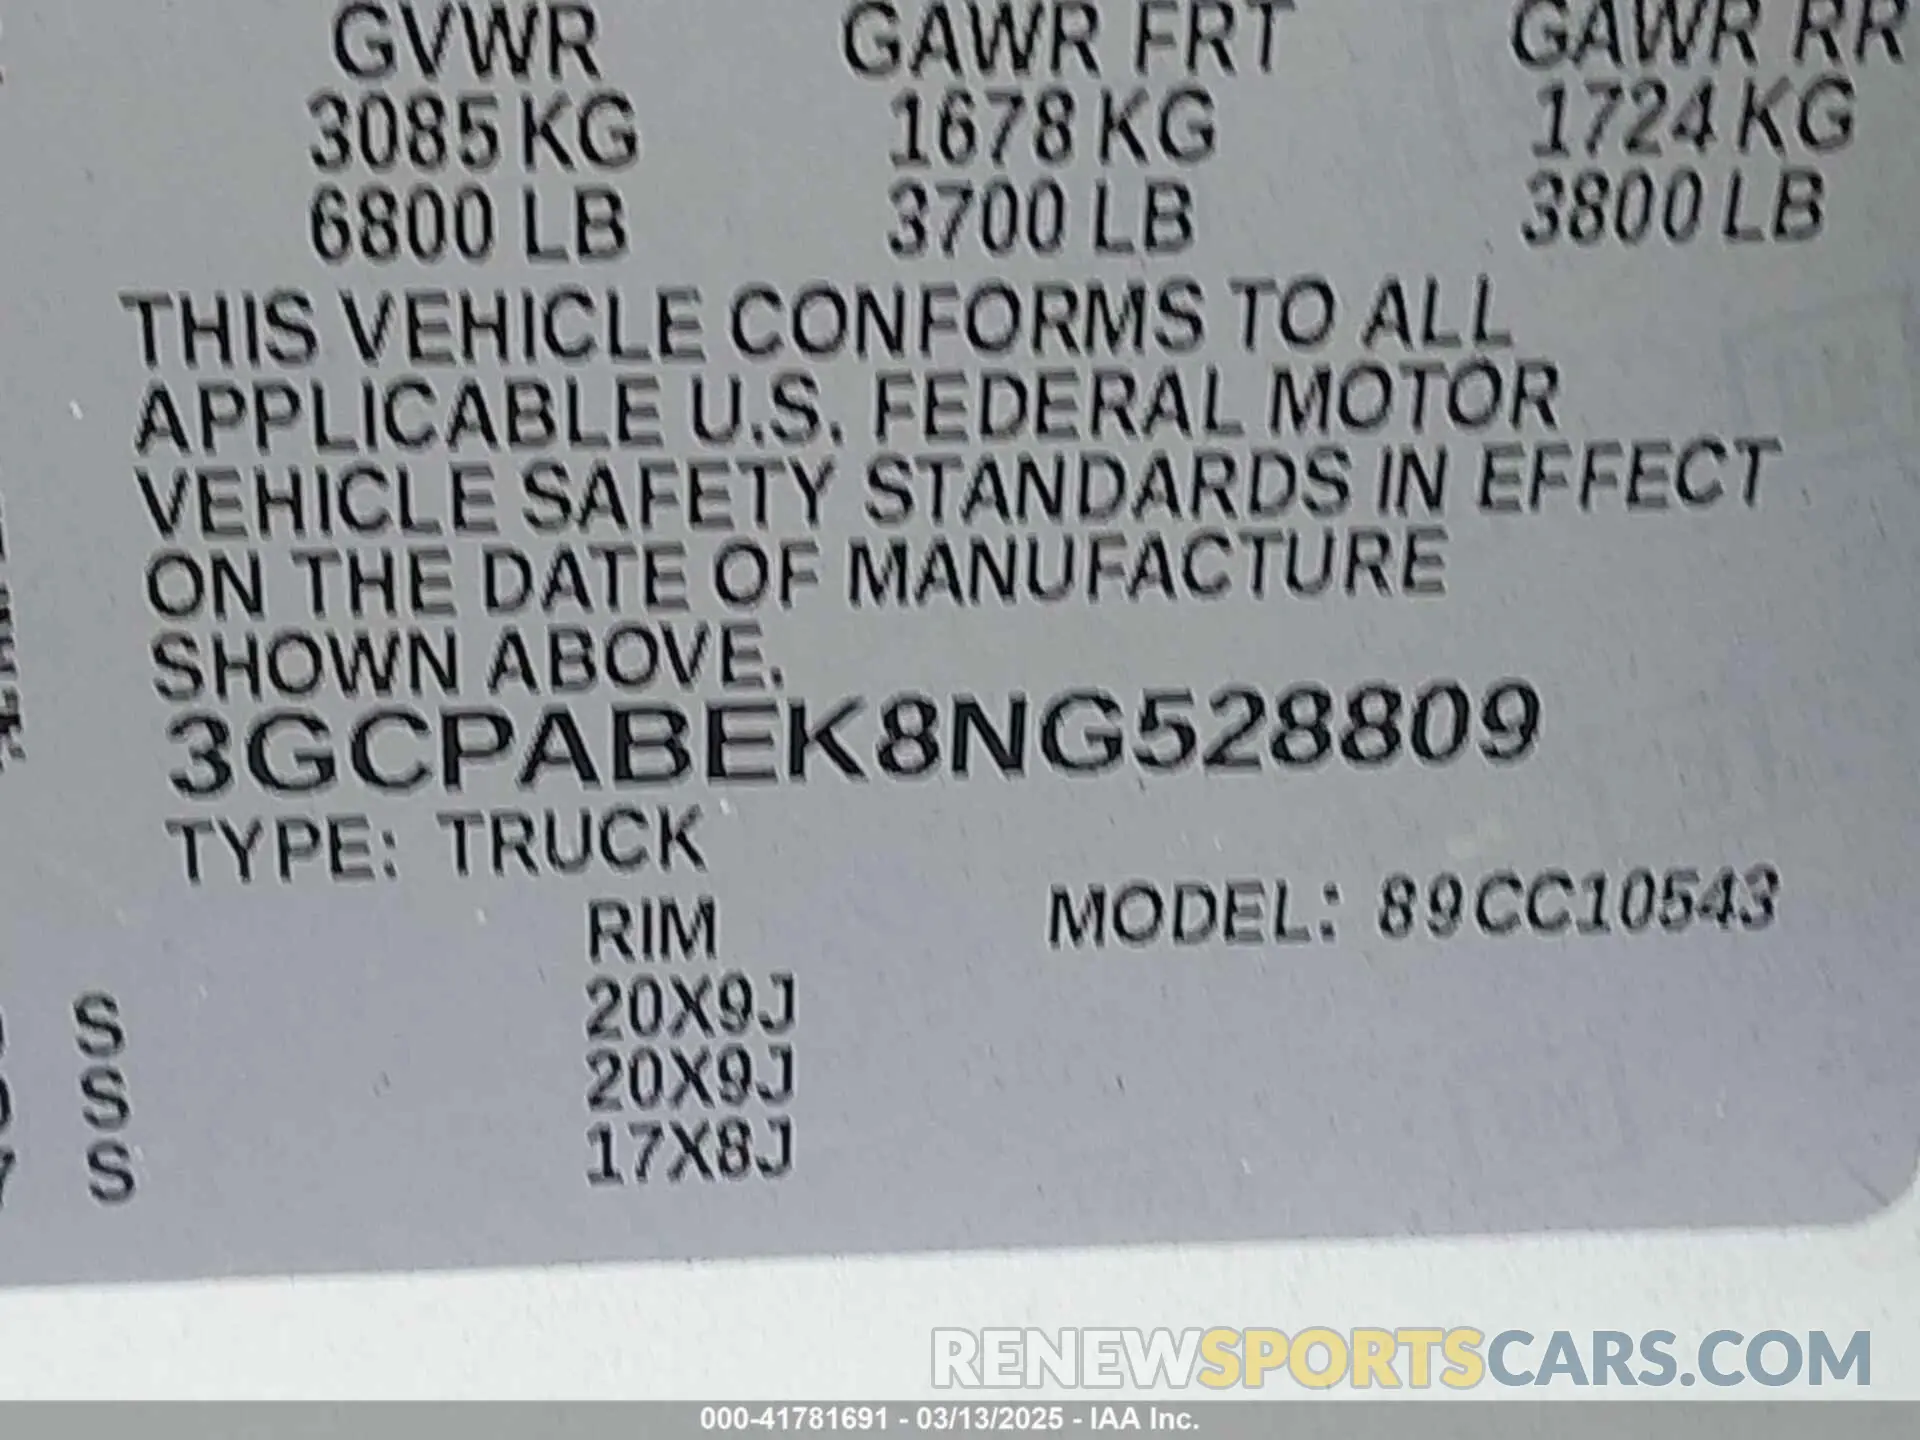 GVWR GAWR FRT GAWR RR
3085 KG 1678 KG 1724 KG
6800 LB 3700 LB 3800 LB
THIS VEHICLE CONFORMS TO ALL
APPLICABLE U.S. FEDERAL MOTOR
VEHICLE SAFETY STANDARDS IN EFFECT
ON THE DATE OF MANUFACTURE
SHOWN ABOVE.
3GCPABEK8NG528809
TYPE: TRUCK
MODEL: 89CC10543
RIM
S 20X9J
S 20X9J
S 17X8J
RENEWSPORTSCARS.COM
000-41781691 - 03/13/2025 - IAA Inc.